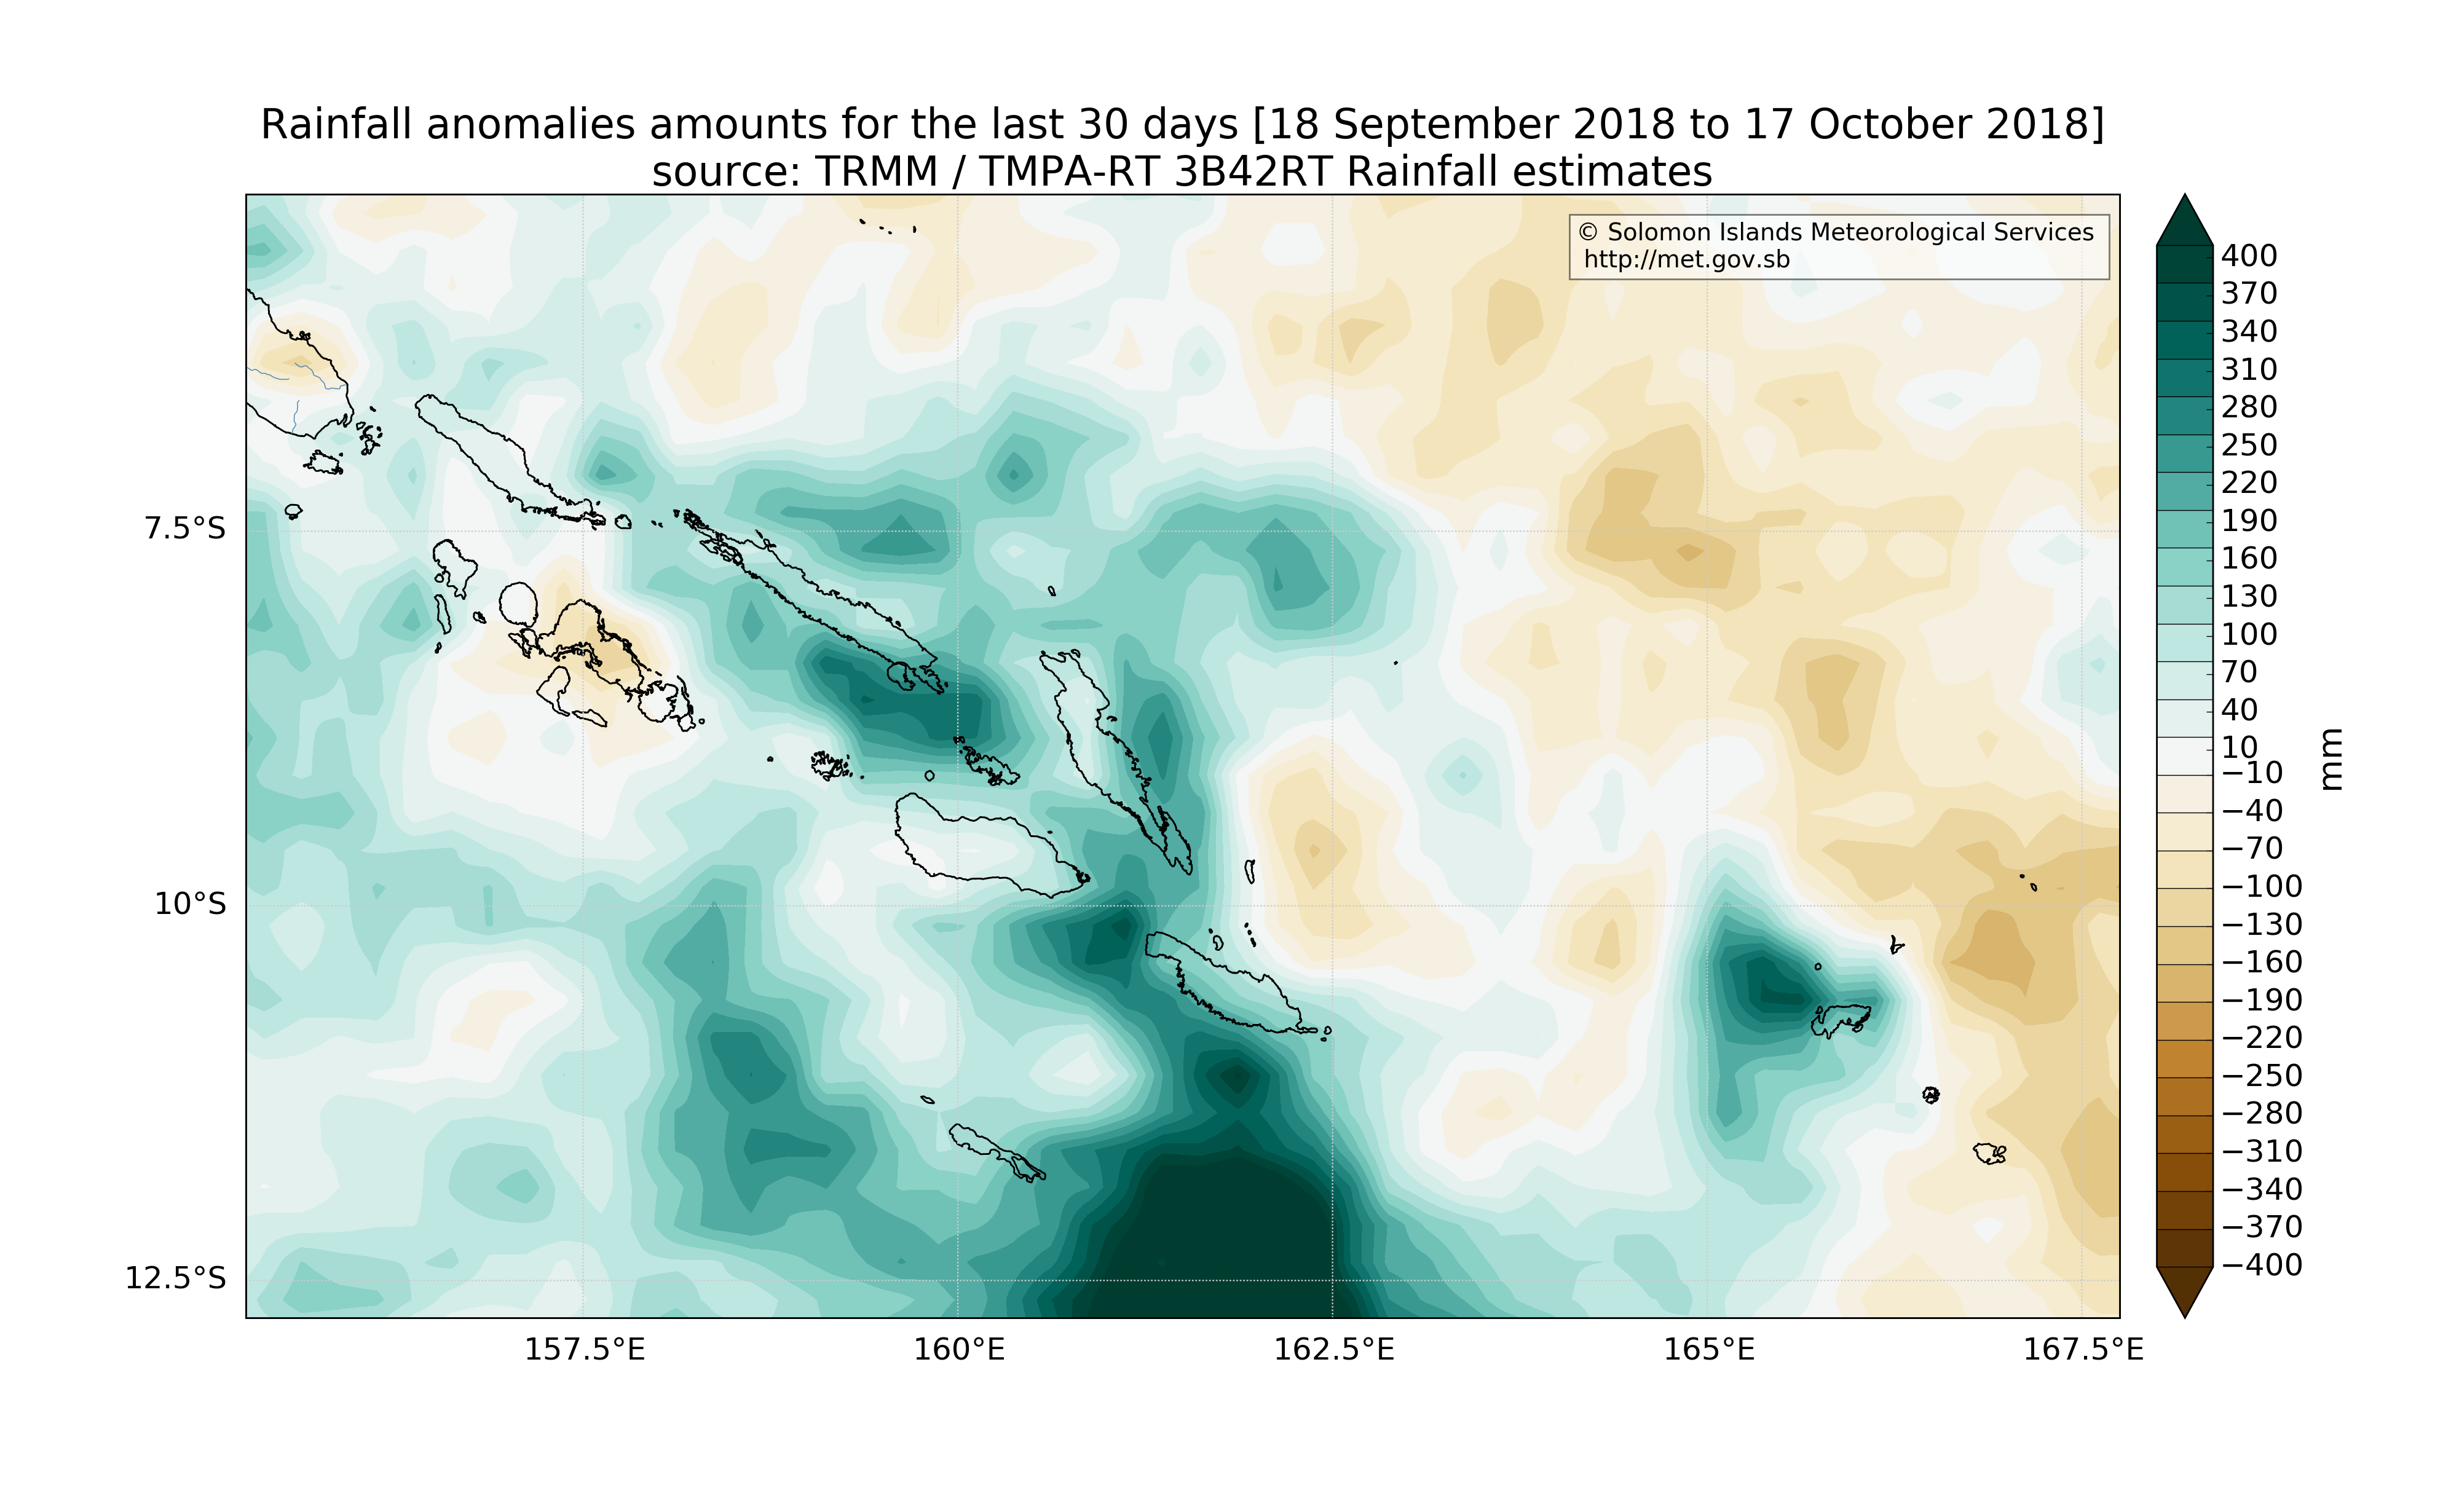 Rainfall anomalies amounts for the last 30 days [18 September 2018 to 17 October 2018]
source: TRMM / TMPA-RT 3B42RT Rainfall estimates
© Solomon Islands Meteorological Services
http://met.gov.sb
7.5°S
10°S
12.5°S
157.5°E
160°E
162.5°E
165°E
167.5°E
400
370
340
310
280
250
220
190
160
130
100
70
40
10
−10
−40
−70
−100
−130
−160
−190
−220
−250
−280
−310
−340
−370
−400
mm